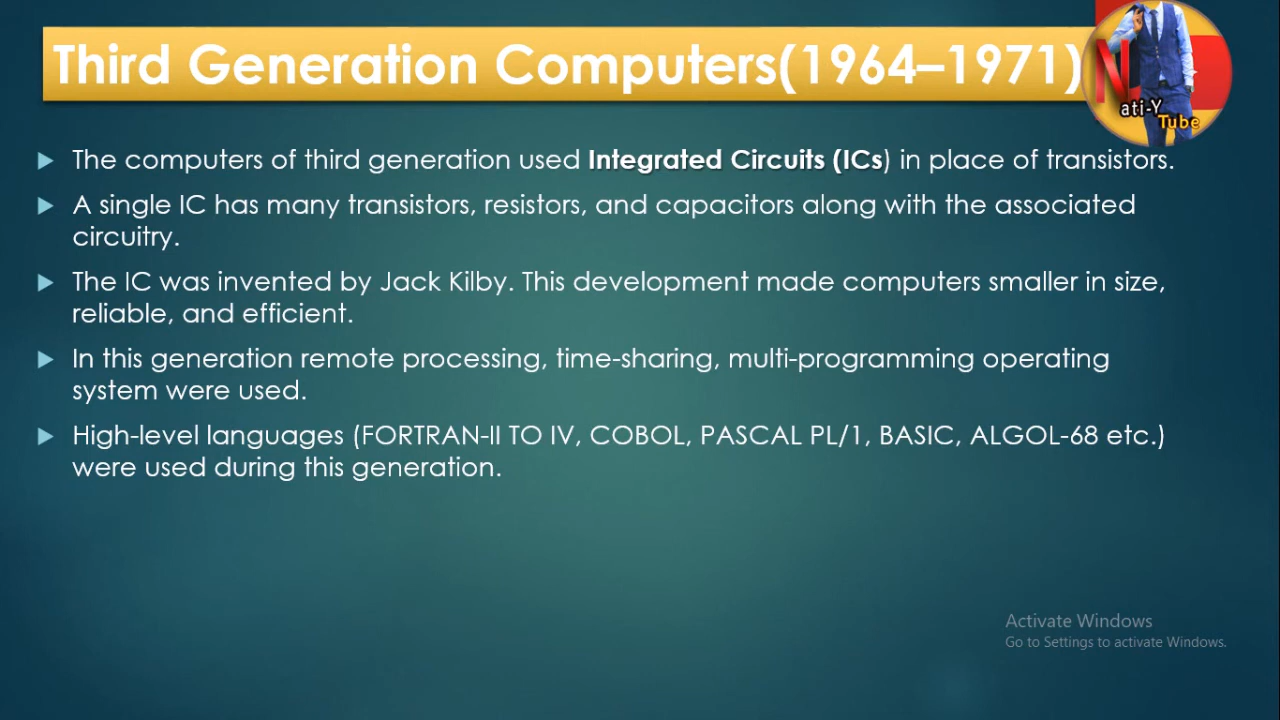 Third Generation Computers(1964–1971)
N
ati-Y
Tube
The computers of third generation used Integrated Circuits (ICs) in place of transistors.
A single IC has many transistors, resistors, and capacitors along with the associated
circuitry.
The IC was invented by Jack Kilby. This development made computers smaller in size,
reliable, and efficient.
In this generation remote processing, time-sharing, multi-programming operating
system were used.
High-level languages (FORTRAN-II TO IV, COBOL, PASCAL PL/1, BASIC, ALGOL-68 etc.)
were used during this generation.
Activate Windows
Go to Settings to activate Windows.